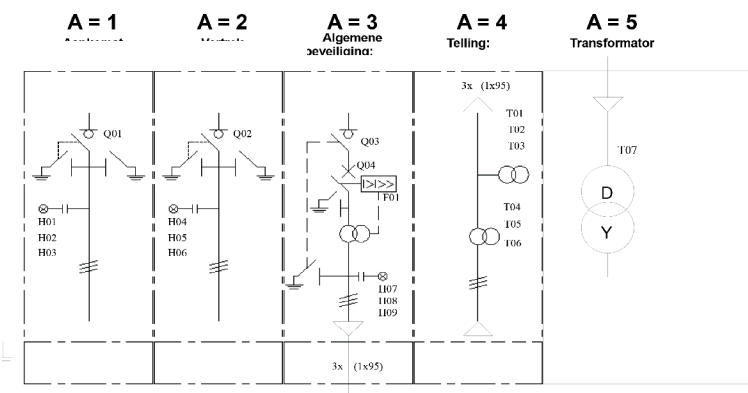 A = 1
A = 2
A = 3
A = 4
A = 5
Algemene
beveiliging:
Telling:
Transformator
3x (1x95)
T01
T02
T03
Q01
Q02
Q03
Q04
T07
I>I>>
F01
D
Y
H01
H02
H03
H04
H05
H06
T04
T05
T06
H07
H08
H09
3x (1x95)